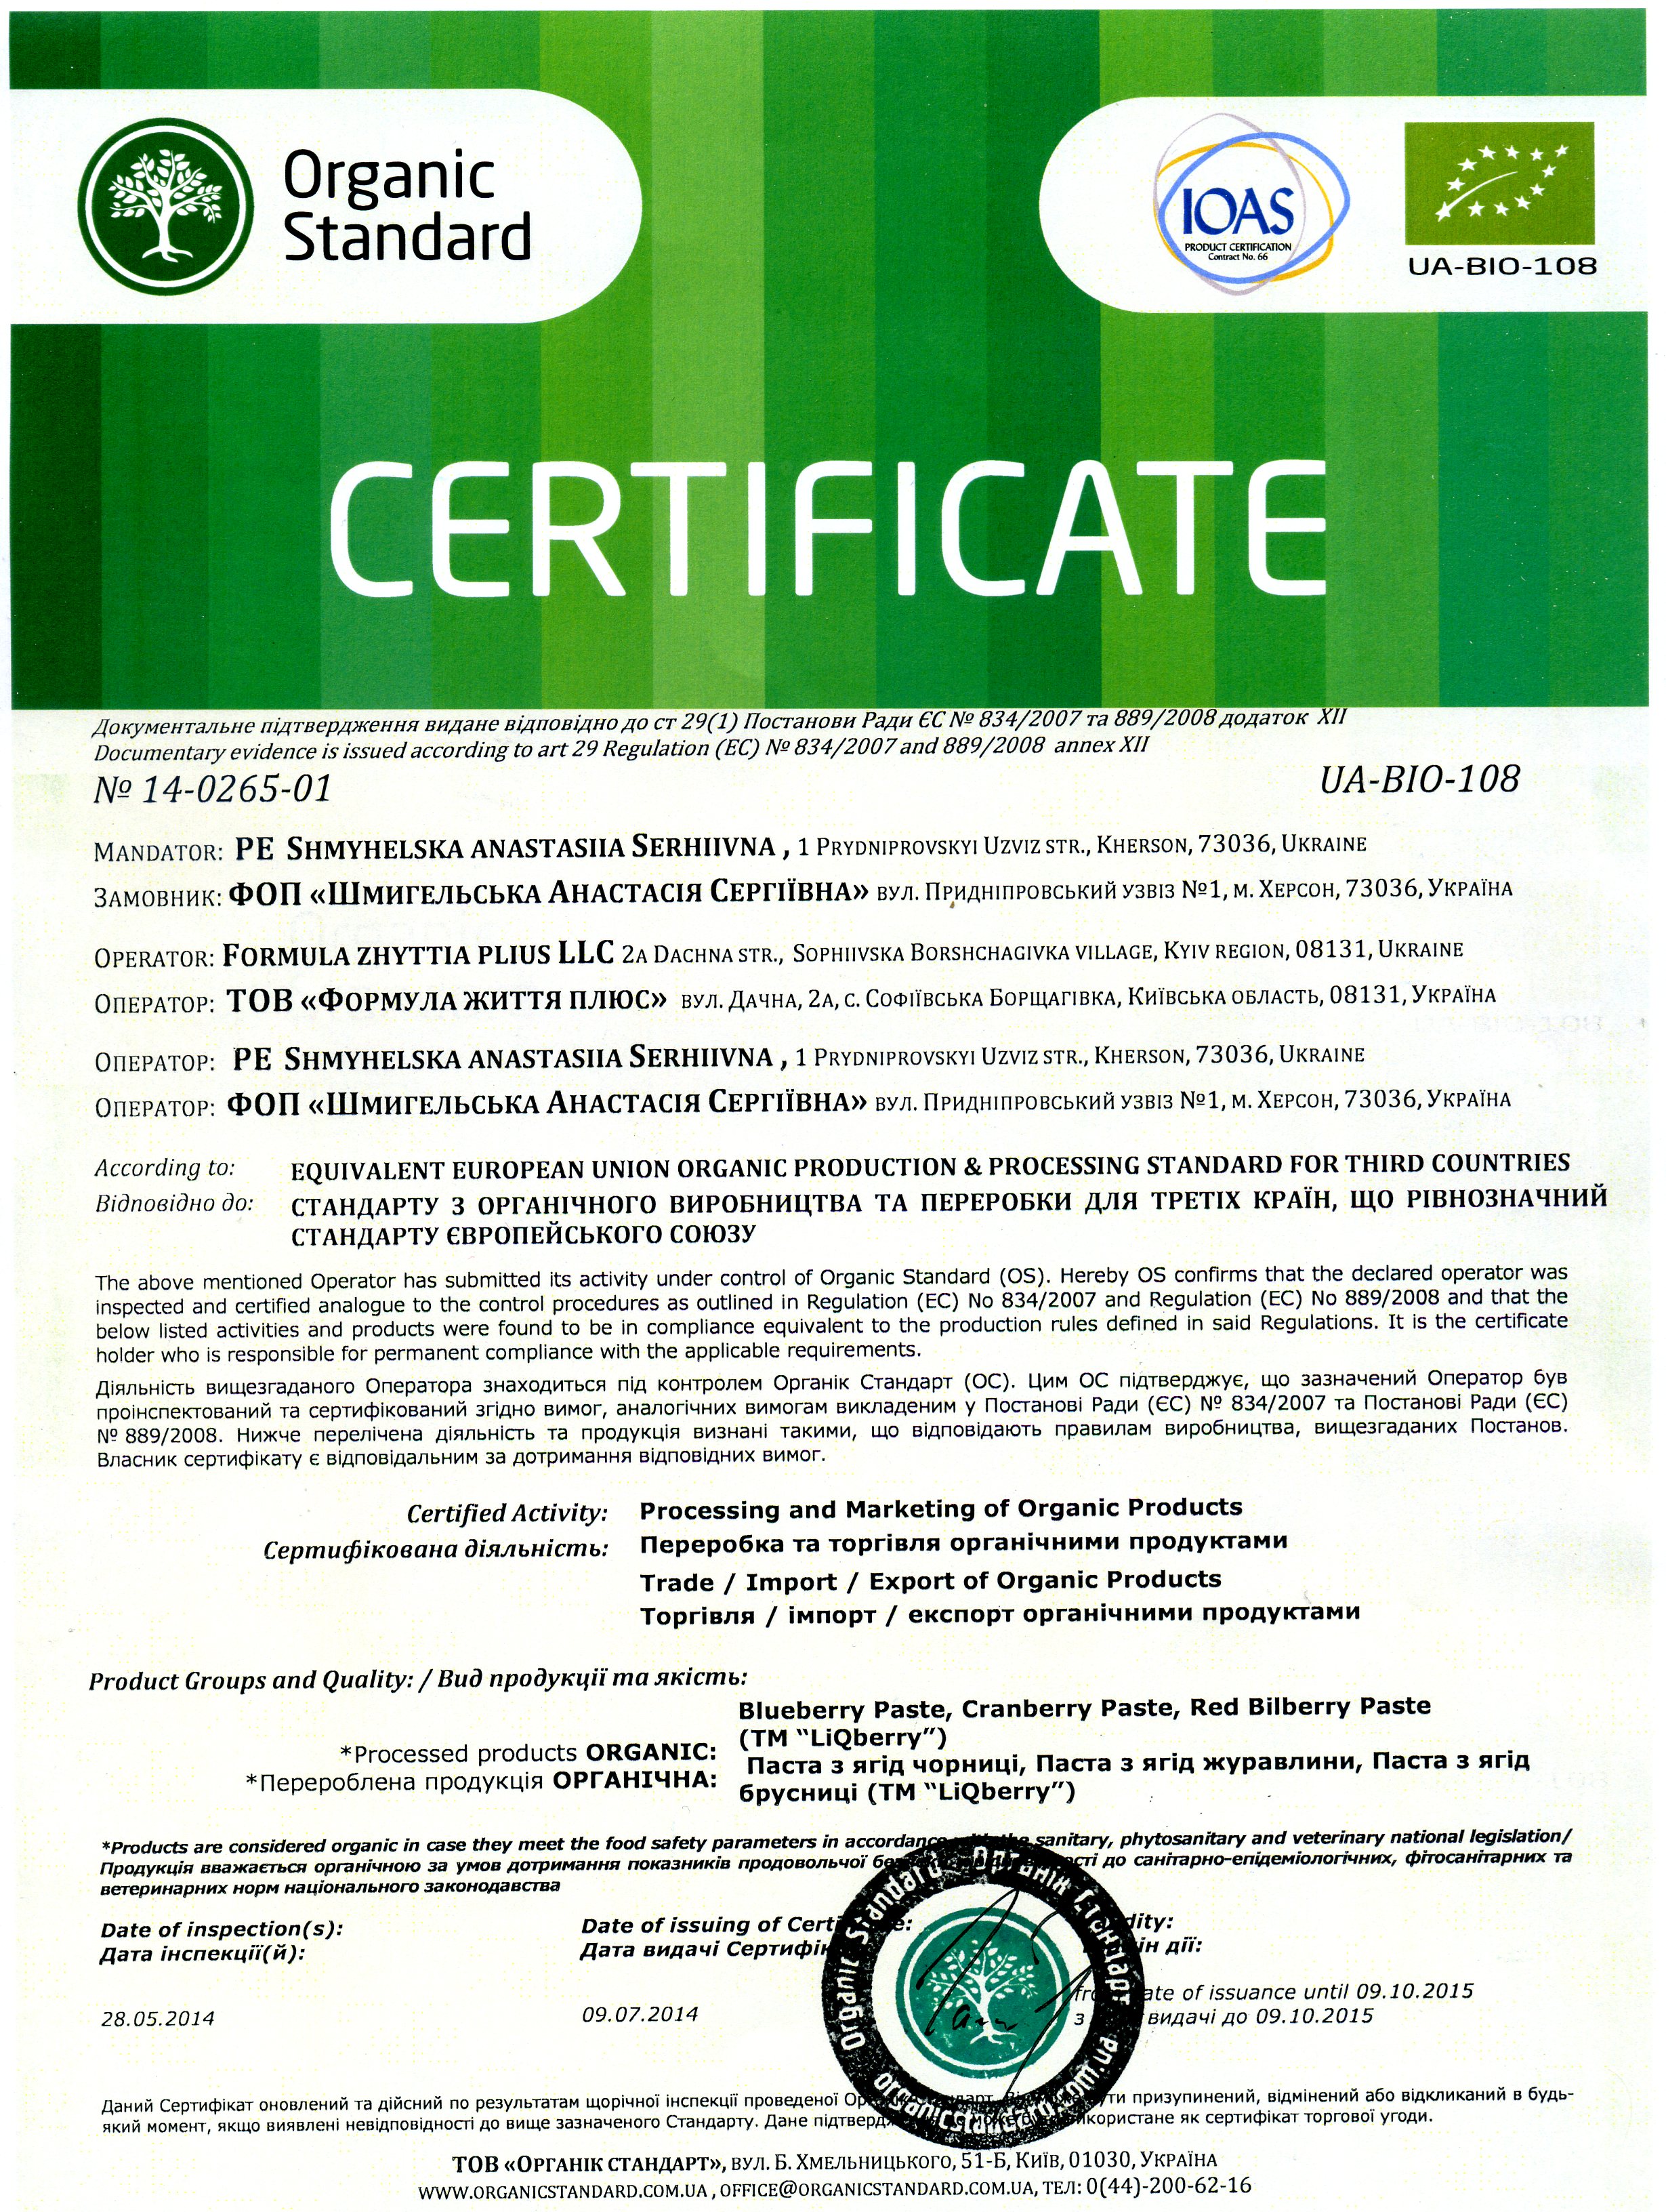 Organic
Standard
IOAS
PRODUCT CERTIFICATION
Contract No. 66
UA-BIO-108
CERTIFICATE
Документальне підтвердження видане відповідно до ст 29(1) Постанови Ради ЄС № 834/2007 та 889/2008 додаток XII
Documentary evidence is issued according to art 29 Regulation (EC) № 834/2007 and 889/2008 annex XII
№ 14-0265-01
UA-BIO-108
MANDATOR: PE SHMYHELSKA ANASTASIIA SERHIIVNA , 1 PRYDNIPROVSKYI UZVIZ STR., KHERSON, 73036, UKRAINE
ЗАМОВНИК: ФОП «ШМИГЕЛЬСЬКА АНАСТАСІЯ СЕРГІЇВНА» ВУЛ. ПРИДНІПРОВСЬКИЙ УЗВІЗ №1, М. ХЕРСОН, 73036, УКРАЇНА
OPERATOR: FORMULA ZHYTTIA PLIUS LLC 2A DACHNA STR., SOPHIIVSKA BORSHCHAGIVKA VILLAGE, KYIV REGION, 08131, UKRAINE
ОПЕРАТОР: ТОВ «ФОРМУЛА ЖИТТЯ ПЛЮС» ВУЛ. ДАЧНА, 2А, С. СОФІЇВСЬКА БОРЩАГІВКА, КИЇВСЬКА ОБЛАСТЬ, 08131, УКРАЇНА
ОПЕРАТОР: PE SHMYHELSKA ANASTASIIA SERHIIVNA , 1 PRYDNIPROVSKYI UZVIZ STR., KHERSON, 73036, UKRAINE
ОПЕРАТОР: ФОП «ШМИГЕЛЬСЬКА АНАСТАСІЯ СЕРГІЇВНА» ВУЛ. ПРИДНІПРОВСЬКИЙ УЗВІЗ №1, М. ХЕРСОН, 73036, УКРАЇНА
According to: EQUIVALENT EUROPEAN UNION ORGANIC PRODUCTION & PROCESSING STANDARD FOR THIRD COUNTRIES
Відповідно до: СТАНДАРТУ З ОРГАНІЧНОГО ВИРОБНИЦТВА ТА ПЕРЕРОБКИ ДЛЯ ТРЕТІХ КРАЇН, ЩО РІВНОЗНАЧНИЙ
СТАНДАРТУ ЄВРОПЕЙСЬКОГО СОЮЗУ
The above mentioned Operator has submitted its activity under control of Organic Standard (OS). Hereby OS confirms that the declared operator was
inspected and certified analogue to the control procedures as outlined in Regulation (EC) No 834/2007 and Regulation (EC) No 889/2008 and that the
below listed activities and products were found to be in compliance equivalent to the production rules defined in said Regulations. It is the certificate
holder who is responsible for permanent compliance with the applicable requirements.
Діяльність вищезгаданого Оператора знаходиться під контролем Органік Стандарт (ОС). Цим ОС підтверджує, що зазначений Оператор був
проінспектований та сертифікований згідно вимог, аналогічних вимогам викладеним у Постанові Ради (ЄС) № 834/2007 та Постанові Ради (ЄС)
№ 889/2008. Нижче перелічена діяльність та продукція визнані такими, що відповідають правилам виробництва, вищезгаданих Постанов.
Власник сертифікату є відповідальним за дотримання відповідних вимог.
Certified Activity: Processing and Marketing of Organic Products
Сертифікована діяльність: Переробка та торгівля органічними продуктами
Trade / Import / Export of Organic Products
Торгівля / імпорт / експорт органічними продуктами
Product Groups and Quality: / Вид продукції та якість:
Blueberry Paste, Cranberry Paste, Red Bilberry Paste
(TM “LiQberry”)
*Processed products ORGANIC:
Паста з ягід чорниці, Паста з ягід журавлини, Паста з ягід
*Перероблена продукція ОРГАНІЧНА:
брусниці (ТМ “LiQberry”)
*Products are considered organic in case they meet the food safety parameters in accordance with the sanitary, phytosanitary and veterinary national legislation/
Продукція вважається органічною за умов дотримання показників продовольчої до санітарно-епідеміологічних, фітосанітарних та
ветеринарних норм національного законодавства
Date of inspection(s): Date of issuing of
Дата інспекції(й): Дата видачі дії:
28.05.2014
09.07.2014
date of issuance until 09.10.2015
з видачі до 09.10.2015
Organic Standard Органік Стандарт
organicstandard.com.ua
Даний Сертифікат оновлений та дійсний по результатам щорічної інспекції проведеної призупинений, відмінений або відкликаний в будь-
який момент, якщо виявлені невідповідності до вище зазначеного Стандарту. Дане як сертифікат торгової угоди.
ТОВ «ОРГАНІК СТАНДАРТ», ВУЛ. Б. ХМЕЛЬНИЦЬКОГО, 51-Б, КИЇВ, 01030, УКРАЇНА
WWW.ORGANICSTANDARD.COM.UA , OFFICE@ORGANICSTANDARD.COM.UA, ТЕЛ: 0(44)-200-62-16